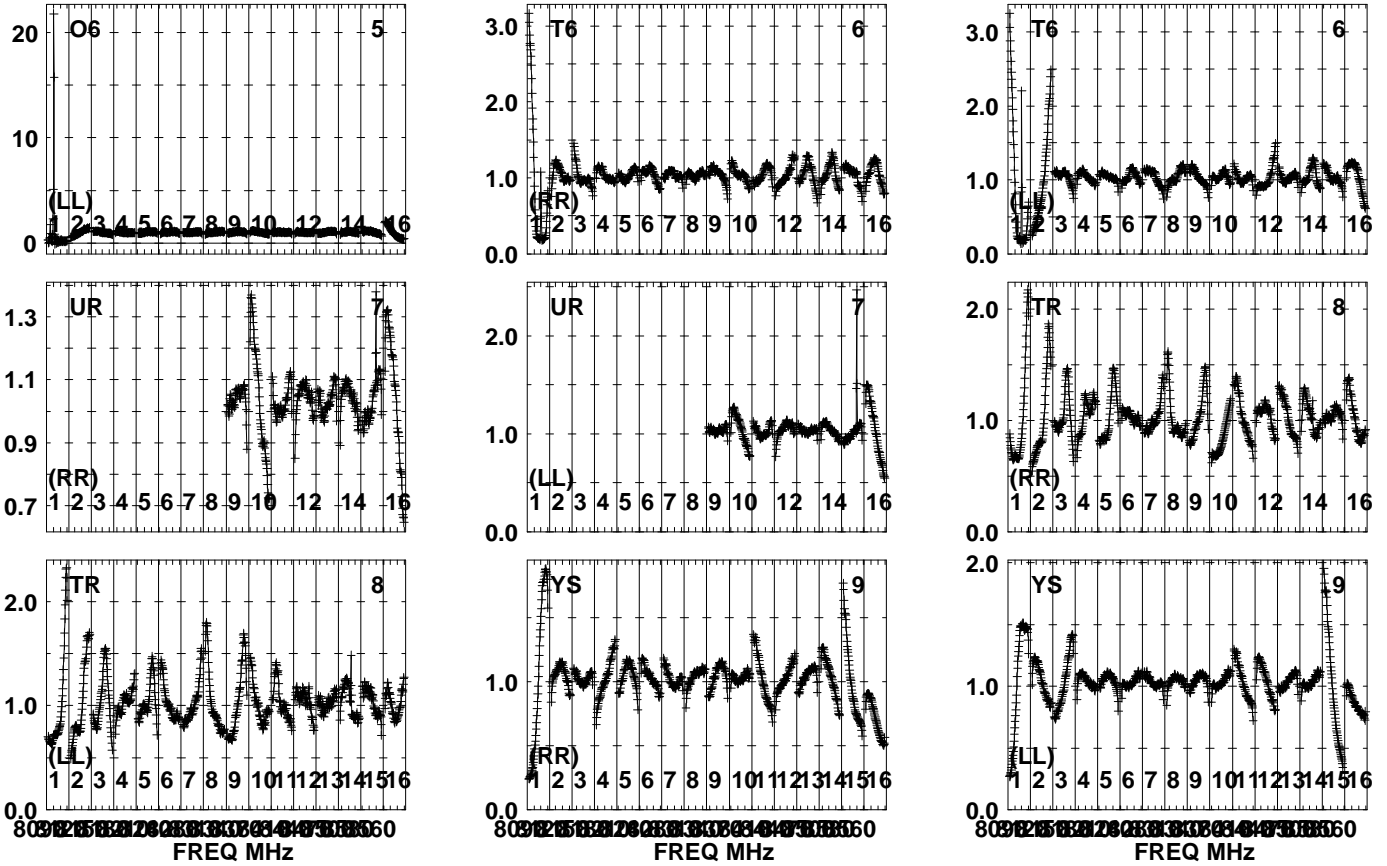 O6 5
20
10
0
(LL)
1 2 3 4 5 6 7 8 9 10 12 14 16
T6 6
3.0
2.0
1.0
0.0
(RR)
1 2 3 4 5 6 7 8 9 10 12 14 16
T6 6
3.0
2.0
1.0
0.0
(LL)
1 2 3 4 5 6 7 8 9 10 12 14 16
UR 7
1.3
1.1
0.9
0.7
(RR)
1 2 3 4 5 6 7 8 9 10 12 14 16
UR 7
2.0
1.0
0.0
(LL)
1 2 3 4 5 6 7 8 9 10 12 14 16
TR 8
2.0
1.0
0.0
(RR)
1 2 3 4 5 6 7 8 9 10 12 14 16
TR 8
2.0
1.0
0.0
(LL)
1 2 3 4 5 6 7 8 9 10 11 12 13 14 15 16
FREQ MHz
YS 9
1.0
0.0
(RR)
1 2 3 4 5 6 7 8 9 10 11 12 13 14 15 16
FREQ MHz
YS 9
2.0
1.0
0.0
(LL)
1 2 3 4 5 6 7 8 9 10 11 12 13 14 15 16
FREQ MHz